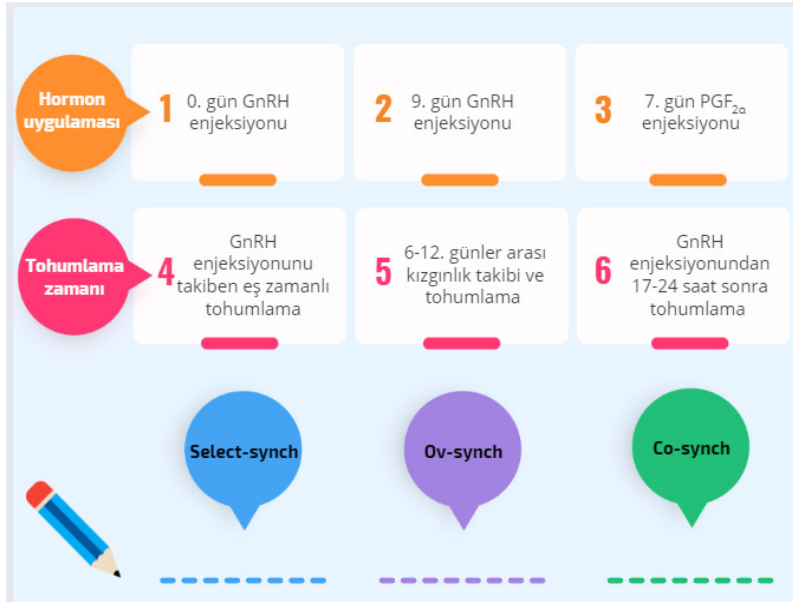 Hormon
uygulaması
1
0. gün GnRH
enjeksiyonu
2
9. gün GnRH
enjeksiyonu
3
7. gün PGF₂α
enjeksiyonu
Tohumlama
zamanı
4
GnRH
enjeksiyonunu
takiben eş zamanlı
tohumlama
5
6-12. günler arası
kızgınlık takibi ve
tohumlama
6
GnRH
enjeksiyonundan
17-24 saat sonra
tohumlama
Select-synch
Ov-synch
Co-synch